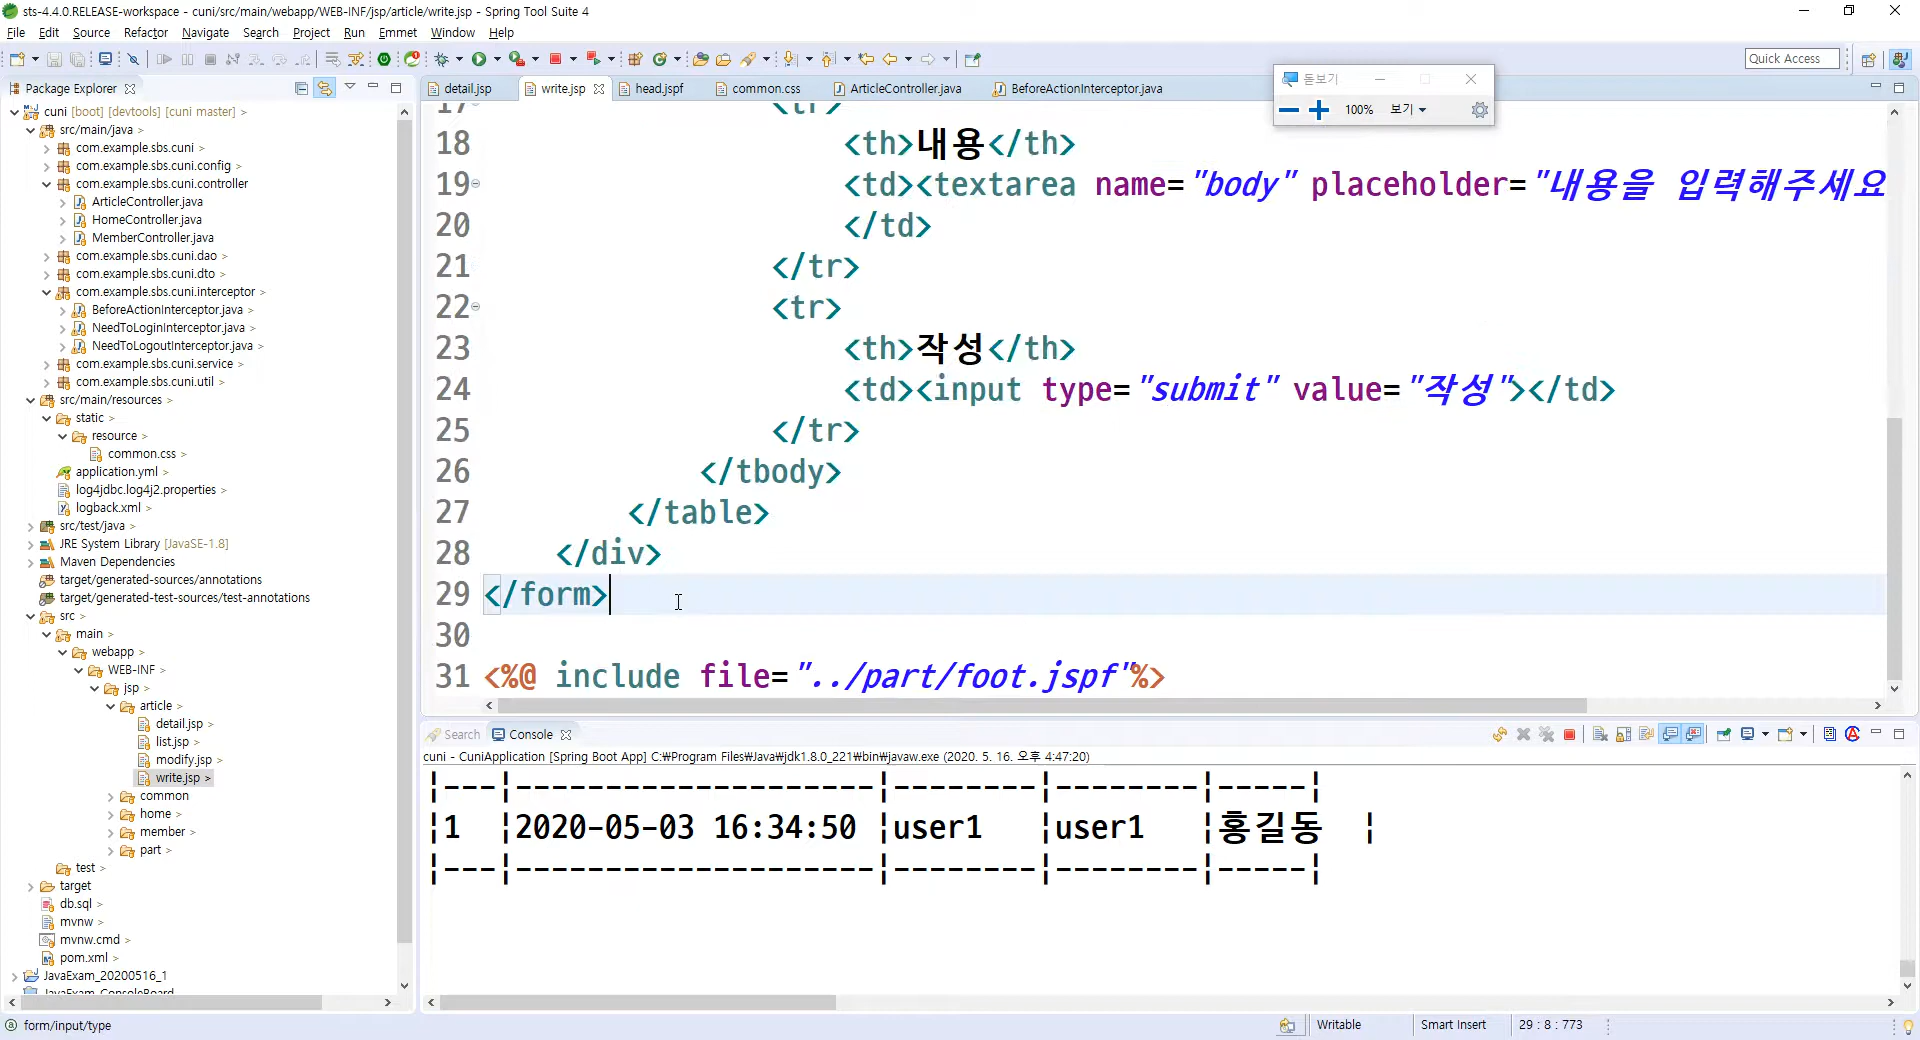 sts-4.4.0.RELEASE-workspace - cuni/src/main/webapp/WEB-INF/jsp/article/write.jsp - Spring Tool Suite 4
File Edit Source Refactor Navigate Search Project Run Emmet Window Help
Quick Access
Package Explorer
cuni [boot] [devtools] [cuni master] >
src/main/java >
com.example.sbs.cuni >
com.example.sbs.cuni.config >
com.example.sbs.cuni.controller
ArticleController.java
HomeController.java
MemberController.java
com.example.sbs.cuni.dao >
com.example.sbs.cuni.dto >
com.example.sbs.cuni.interceptor >
BeforeActionInterceptor.java >
NeedToLoginInterceptor.java >
NeedToLogoutInterceptor.java >
com.example.sbs.cuni.service >
com.example.sbs.cuni.util >
src/main/resources >
static >
resource >
common.css >
application.yml >
log4jdbc.log4j2.properties >
logback.xml >
src/test/java >
JRE System Library [JavaSE-1.8]
Maven Dependencies
target/generated-sources/annotations
target/generated-test-sources/test-annotations
src >
main >
webapp >
WEB-INF >
jsp >
article >
detail.jsp >
list.jsp >
modify.jsp >
write.jsp >
common
home >
member >
part >
test >
target
db.sql >
mvnw >
mvnw.cmd >
pom.xml >
JavaExam_20200516_1
JavaExam_ConsoleBoard
detail.jsp write.jsp head.jspf common.css ArticleController.java BeforeActionInterceptor.java
돋보기
100% 보기
17 <tr>
18 <th>내용</th>
19 <td><textarea name="body" placeholder="내용을 입력해주세요
20 </td>
21 </tr>
22 <tr>
23 <th>작성</th>
24 <td><input type="submit" value="작성"></td>
25 </tr>
26 </tbody>
27 </table>
28 </div>
29 </form>
30
31 <%@ include file="../part/foot.jspf"%>
Search Console
cuni - CuniApplication [Spring Boot App] C:₩Program Files₩Java₩jdk1.8.0_221₩bin₩javaw.exe (2020. 5. 16. 오후 4:47:20)
|---|--------------------|--------|--------|-----|
|1 |2020-05-03 16:34:50 |user1 |user1 |홍길동 |
|---|--------------------|--------|--------|-----|
form/input/type
Writable Smart Insert 29 : 8 : 773